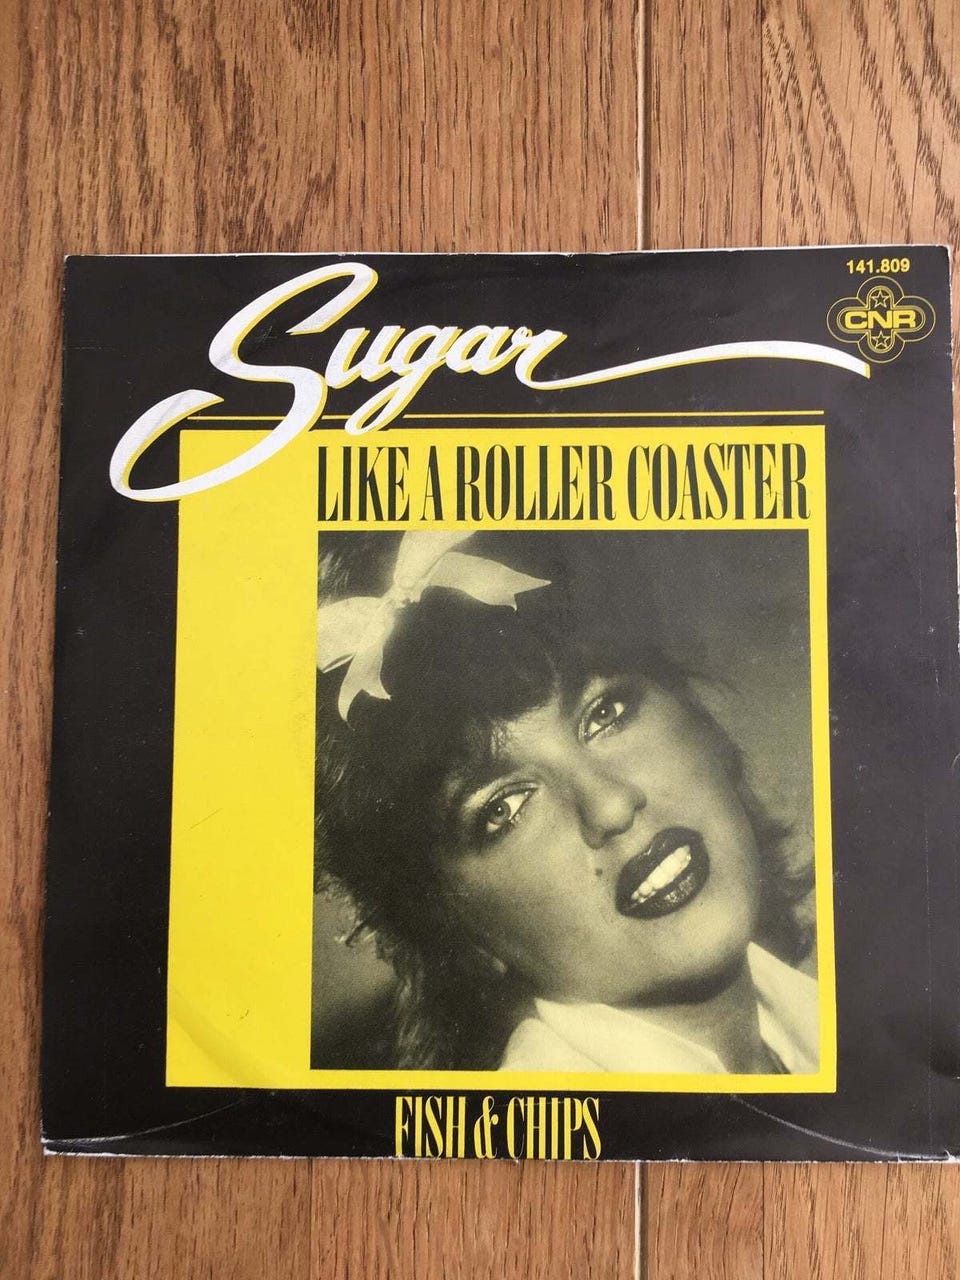 141.809
CNR
Sugar
LIKE A ROLLER COASTER
FISH & CHIPS